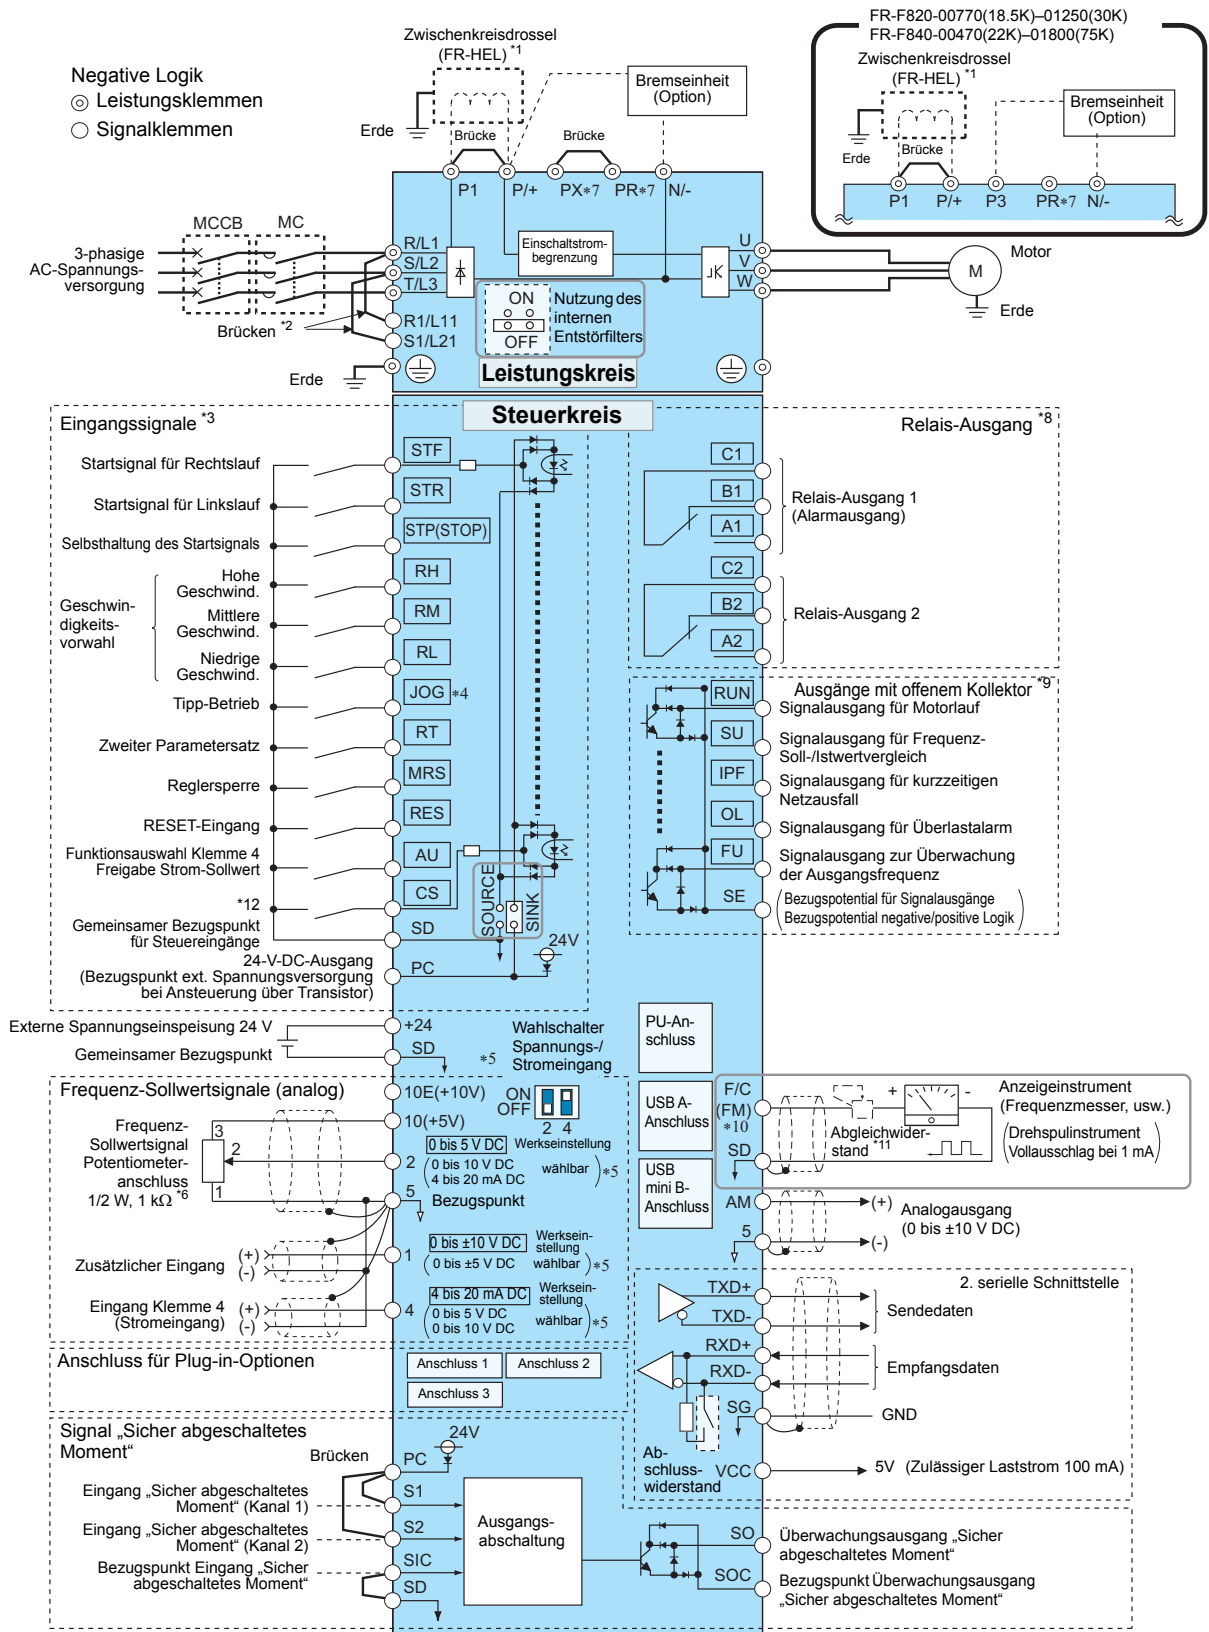 FR-F820-00770(18.5K)–01250(30K)
FR-F840-00470(22K)–01800(75K)
Zwischenkreisdrossel
(FR-HEL) *1
Bremseinheit
(Option)
Erde
Brücke
P1
P/+
P3
PR*7
N/-
Negative Logik
Leistungsklemmen
Signalklemmen
Zwischenkreisdrossel
(FR-HEL) *1
Bremseinheit
(Option)
Erde
Brücke
Brücke
P1
P/+
PX*7
PR*7
N/-
MCCB
MC
3-phasige
AC-Spannungs-
versorgung
R/L1
S/L2
T/L3
R1/L11
S1/L21
Brücken *2
Erde
Einschaltstrom-
begrenzung
ON
OFF
Nutzung des
internen
Entstörfilters
U
V
W
Motor
M
Erde
Leistungskreis
Steuerkreis
Eingangssignale *3
Startsignal für Rechtslauf
STF
Startsignal für Linkslauf
STR
Selbsthaltung des Startsignals
STP(STOP)
Geschwin-
digkeits-
vorwahl
Hohe
Geschwind.
RH
Mittlere
Geschwind.
RM
Niedrige
Geschwind.
RL
Tipp-Betrieb
JOG *4
Zweiter Parametersatz
RT
Reglersperre
MRS
RESET-Eingang
RES
Funktionsauswahl Klemme 4
Freigabe Strom-Sollwert
AU
*12
CS
Gemeinsamer Bezugspunkt
für Steuereingänge
SD
24-V-DC-Ausgang
(Bezugspunkt ext. Spannungsversorgung
bei Ansteuerung über Transistor)
PC
SOURCE
SINK
24V
Relais-Ausgang *8
C1
B1
A1
Relais-Ausgang 1
(Alarmausgang)
C2
B2
A2
Relais-Ausgang 2
Ausgänge mit offenem Kollektor *9
RUN
Signalausgang für Motorlauf
SU
Signalausgang für Frequenz-
Soll-/Istwertvergleich
IPF
Signalausgang für kurzzeitigen
Netzausfall
OL
Signalausgang für Überlastalarm
FU
Signalausgang zur Überwachung
der Ausgangsfrequenz
SE
(Bezugspotential für Signalausgänge
Bezugspotential negative/positive Logik)
Externe Spannungseinspeisung 24 V
+24
Gemeinsamer Bezugspunkt
SD
*5
Wahlschalter
Spannungs-/
Stromeingang
PU-An-
schluss
USB A-
Anschluss
USB
mini B-
Anschluss
Frequenz-Sollwertsignale (analog)
10E(+10V)
ON
OFF
2 4
10(+5V)
Frequenz-
Sollwertsignal
Potentiometer-
anschluss
1/2 W, 1 kΩ *6
3
2
1
2
0 bis 5 V DC
Werkseinstellung
(0 bis 10 V DC
4 bis 20 mA DC
wählbar)*5
5
Bezugspunkt
Zusätzlicher Eingang
(+)
(-)
1
0 bis ±10 V DC
Werksein-
stellung
(0 bis ±5 V DC
wählbar)*5
Eingang Klemme 4
(Stromeingang)
(+)
(-)
4
4 bis 20 mA DC
Werksein-
stellung
(0 bis 5 V DC
0 bis 10 V DC
wählbar)*5
F/C
(FM)
*10
SD
+
-
Abgleichwider-
stand *11
Anzeigeinstrument
(Frequenzmesser, usw.)
(Drehspulinstrument
Vollausschlag bei 1 mA)
AM
5
(+)
(-)
Analogausgang
(0 bis ±10 V DC)
2. serielle Schnittstelle
TXD+
TXD-
Sendedaten
RXD+
RXD-
Empfangsdaten
SG
GND
Ab-
schluss-
widerstand
VCC
5V (Zulässiger Laststrom 100 mA)
Anschluss für Plug-in-Optionen
Anschluss 1
Anschluss 2
Anschluss 3
Signal „Sicher abgeschaltetes
Moment“
24V
Brücken
PC
Eingang „Sicher abgeschaltetes
Moment“ (Kanal 1)
S1
Eingang „Sicher abgeschaltetes
Moment“ (Kanal 2)
S2
Bezugspunkt Eingang „Sicher
abgeschaltetes Moment“
SIC
SD
Ausgangs-
abschaltung
SO
Überwachungsausgang „Sicher
abgeschaltetes Moment“
SOC
Bezugspunkt Überwachungsausgang
„Sicher abgeschaltetes Moment“